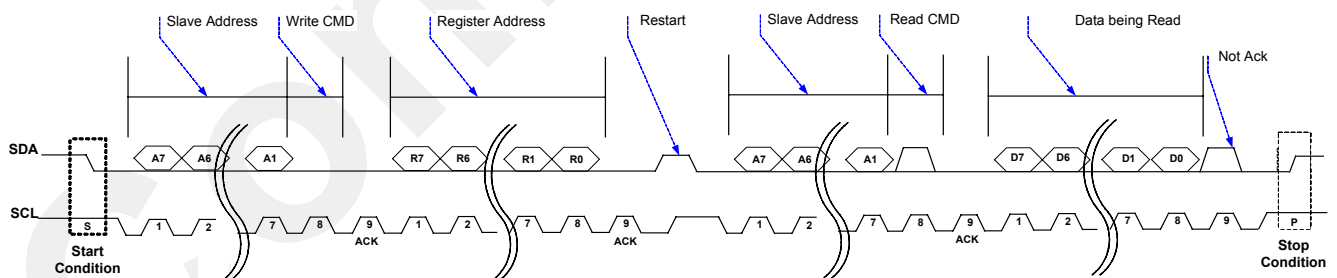 Slave Address Write CMD Register Address Restart Slave Address Read CMD Data being Read
Not Ack
SDA A7 A6 A1 R7 R6 R1 R0 A7 A6 A1 D7 D6 D1 D0
SCL S 1 2 7 8 9 1 2 7 8 9 1 2 7 8 9 1 2 7 8 9 P
ACK ACK ACK
Start Condition
Stop Condition